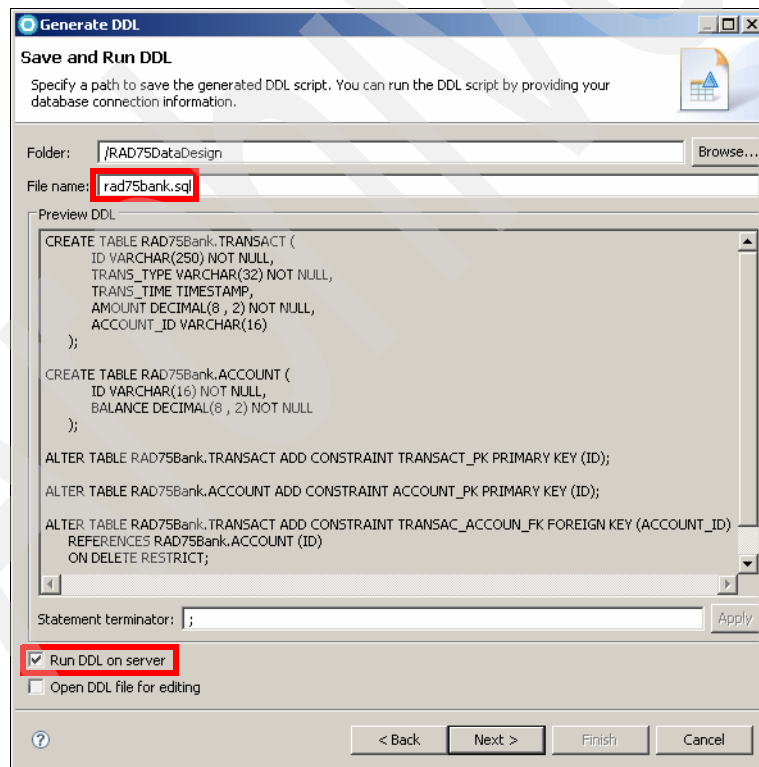 Generate DDL
Save and Run DDL
Specify a path to save the generated DDL script. You can run the DDL script by providing your
database connection information.
Folder: /RAD75DataDesign Browse...
File name: rad75bank.sql
Preview DDL
CREATE TABLE RAD75Bank.TRANSACT (
ID VARCHAR(250) NOT NULL,
TRANS_TYPE VARCHAR(32) NOT NULL,
TRANS_TIME TIMESTAMP,
AMOUNT DECIMAL(8 , 2) NOT NULL,
ACCOUNT_ID VARCHAR(16)
);
CREATE TABLE RAD75Bank.ACCOUNT (
ID VARCHAR(16) NOT NULL,
BALANCE DECIMAL(8 , 2) NOT NULL
);
ALTER TABLE RAD75Bank.TRANSACT ADD CONSTRAINT TRANSACT_PK PRIMARY KEY (ID);
ALTER TABLE RAD75Bank.ACCOUNT ADD CONSTRAINT ACCOUNT_PK PRIMARY KEY (ID);
ALTER TABLE RAD75Bank.TRANSACT ADD CONSTRAINT TRANSAC_ACCOUN_FK FOREIGN KEY (ACCOUNT_ID)
REFERENCES RAD75Bank.ACCOUNT (ID)
ON DELETE RESTRICT;
Statement terminator: ; Apply
Run DDL on server
Open DDL file for editing
? < Back Next > Finish Cancel